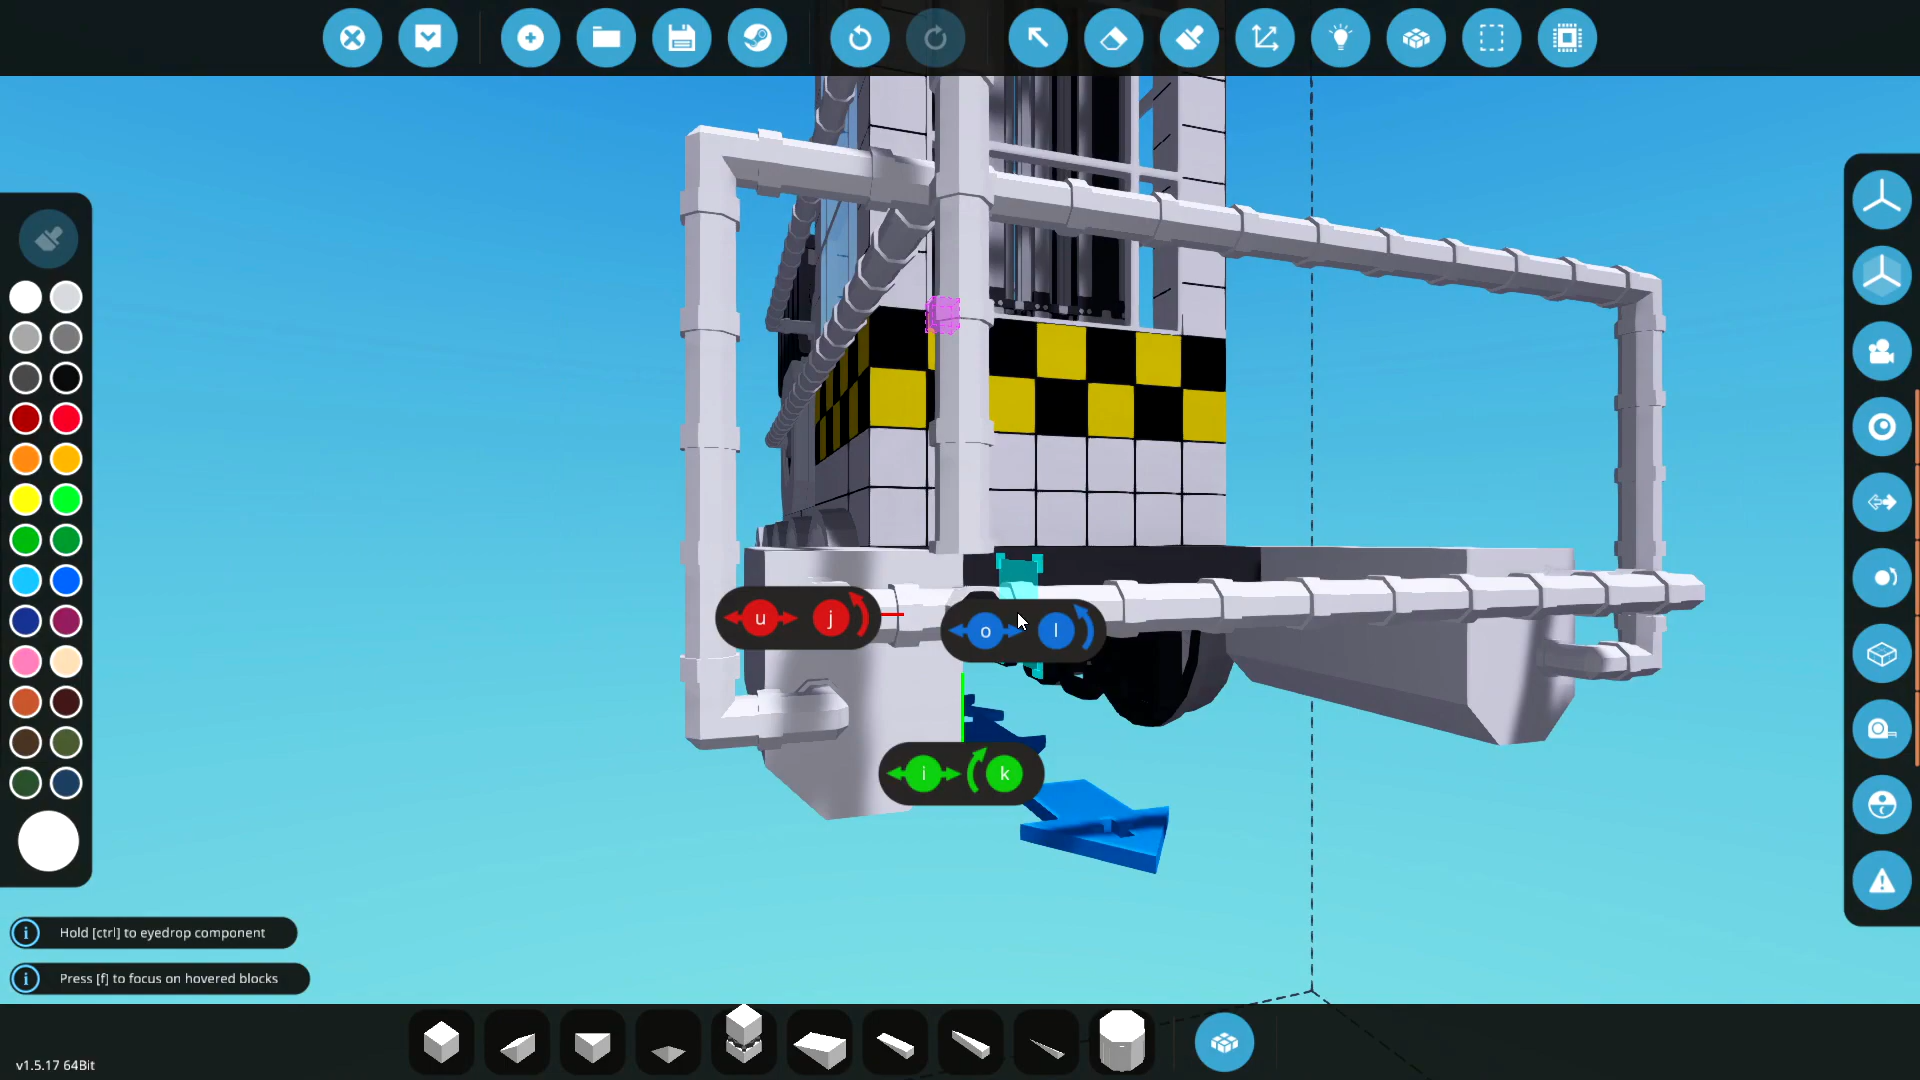 u j
o l
i k
Hold [ctrl] to eyedrop component
Press [f] to focus on hovered blocks
v1.5.17 64Bit